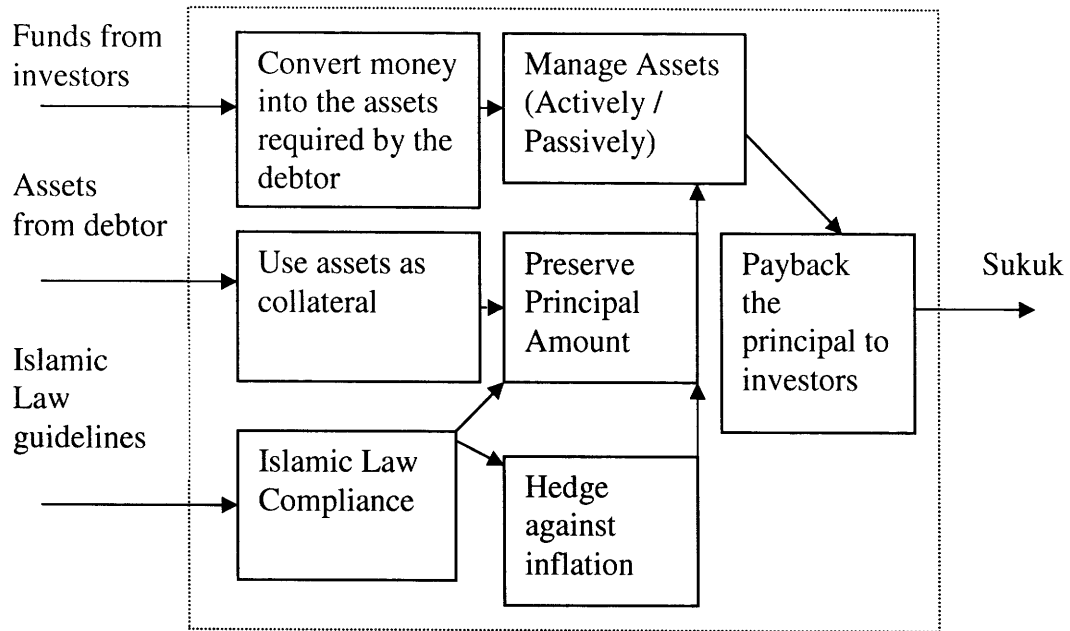 Funds from
investors
Convert money
into the assets
required by the
debtor
Manage Assets
(Actively /
Passively)
Assets
from debtor
Use assets as
collateral
Preserve
Principal
Amount
Payback
the
principal to
investors
Sukuk
Islamic
Law
guidelines
Islamic Law
Compliance
Hedge
against
inflation